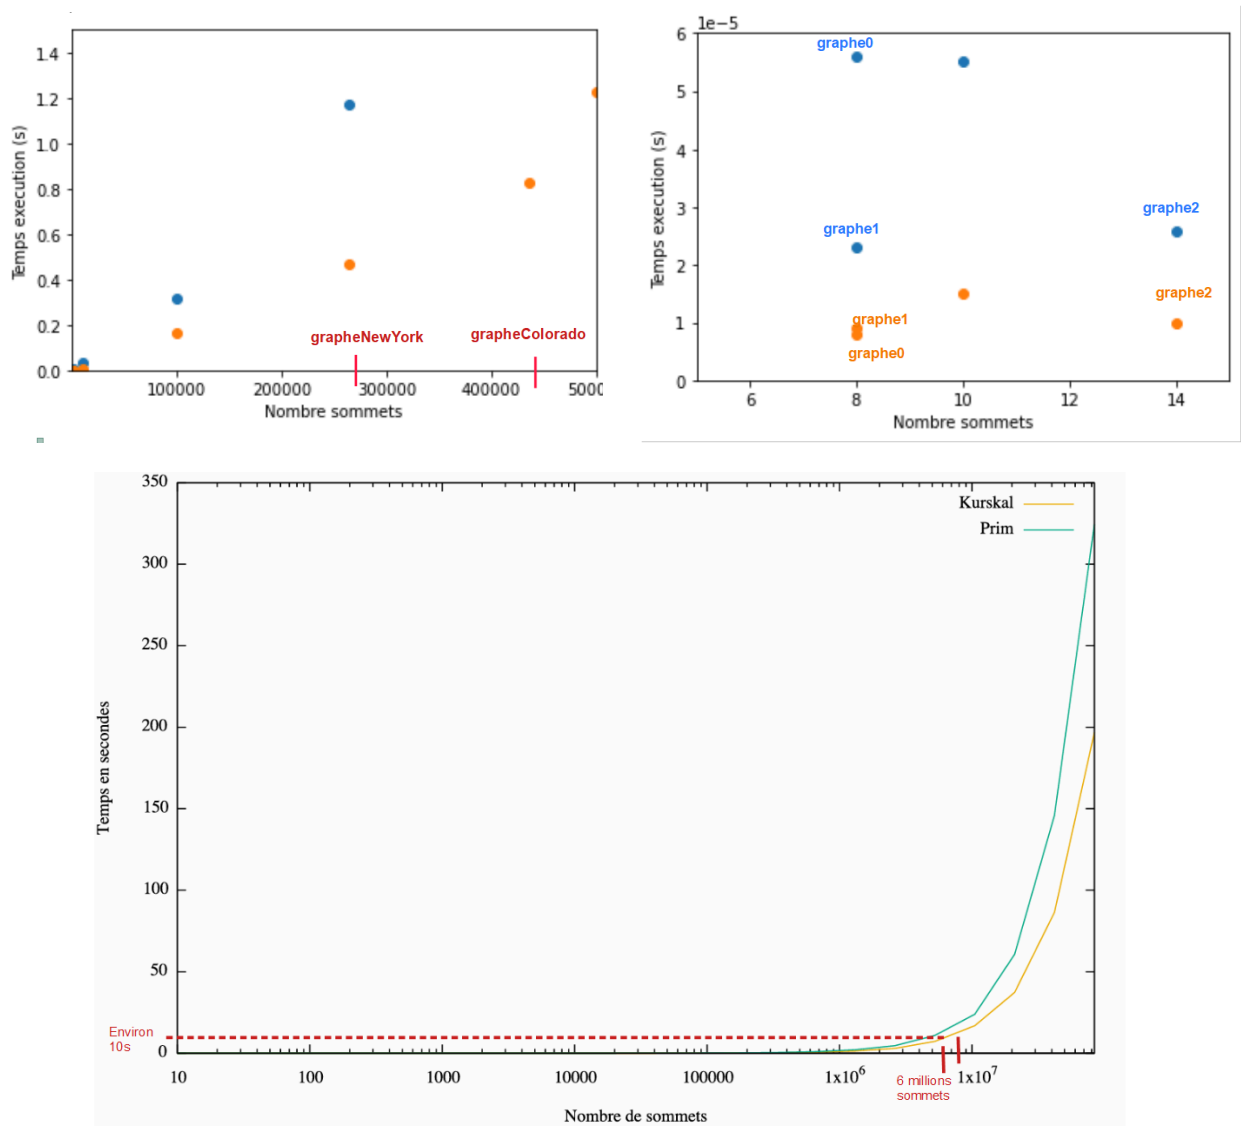 1.4
1.2
1.0
0.8
0.6
0.4
0.2
0.0
Temps execution (s)
grapheNewYork
grapheColorado
100000 200000 300000 400000 5000
Nombre sommets
1e−5
6
5
4
3
2
1
0
Temps execution (s)
graphe0
graphe1
graphe2
graphe2
graphe1
graphe0
6 8 10 12 14
Nombre sommets
350
300
250
200
150
100
50
0
Temps en secondes
Kurskal
Prim
Environ
10s
10 100 1000 10000 100000 1x10⁶ 1x10⁷
6 millions
sommets
Nombre de sommets